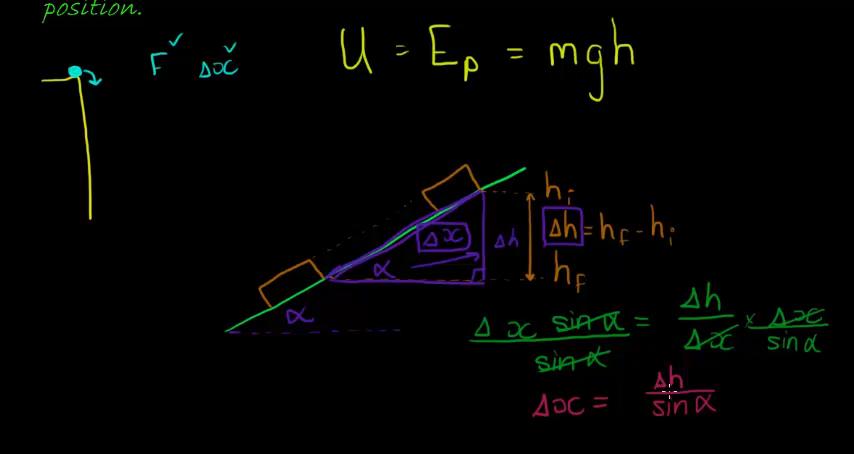 position.
F ✓ Δx ✓
U = Ep = mgh
hi
Δx Δh Δh = hF - hi
α hF
α
Δx sin α / sin α = Δh / Δx × Δx / sin α
Δx = Δh / sin α